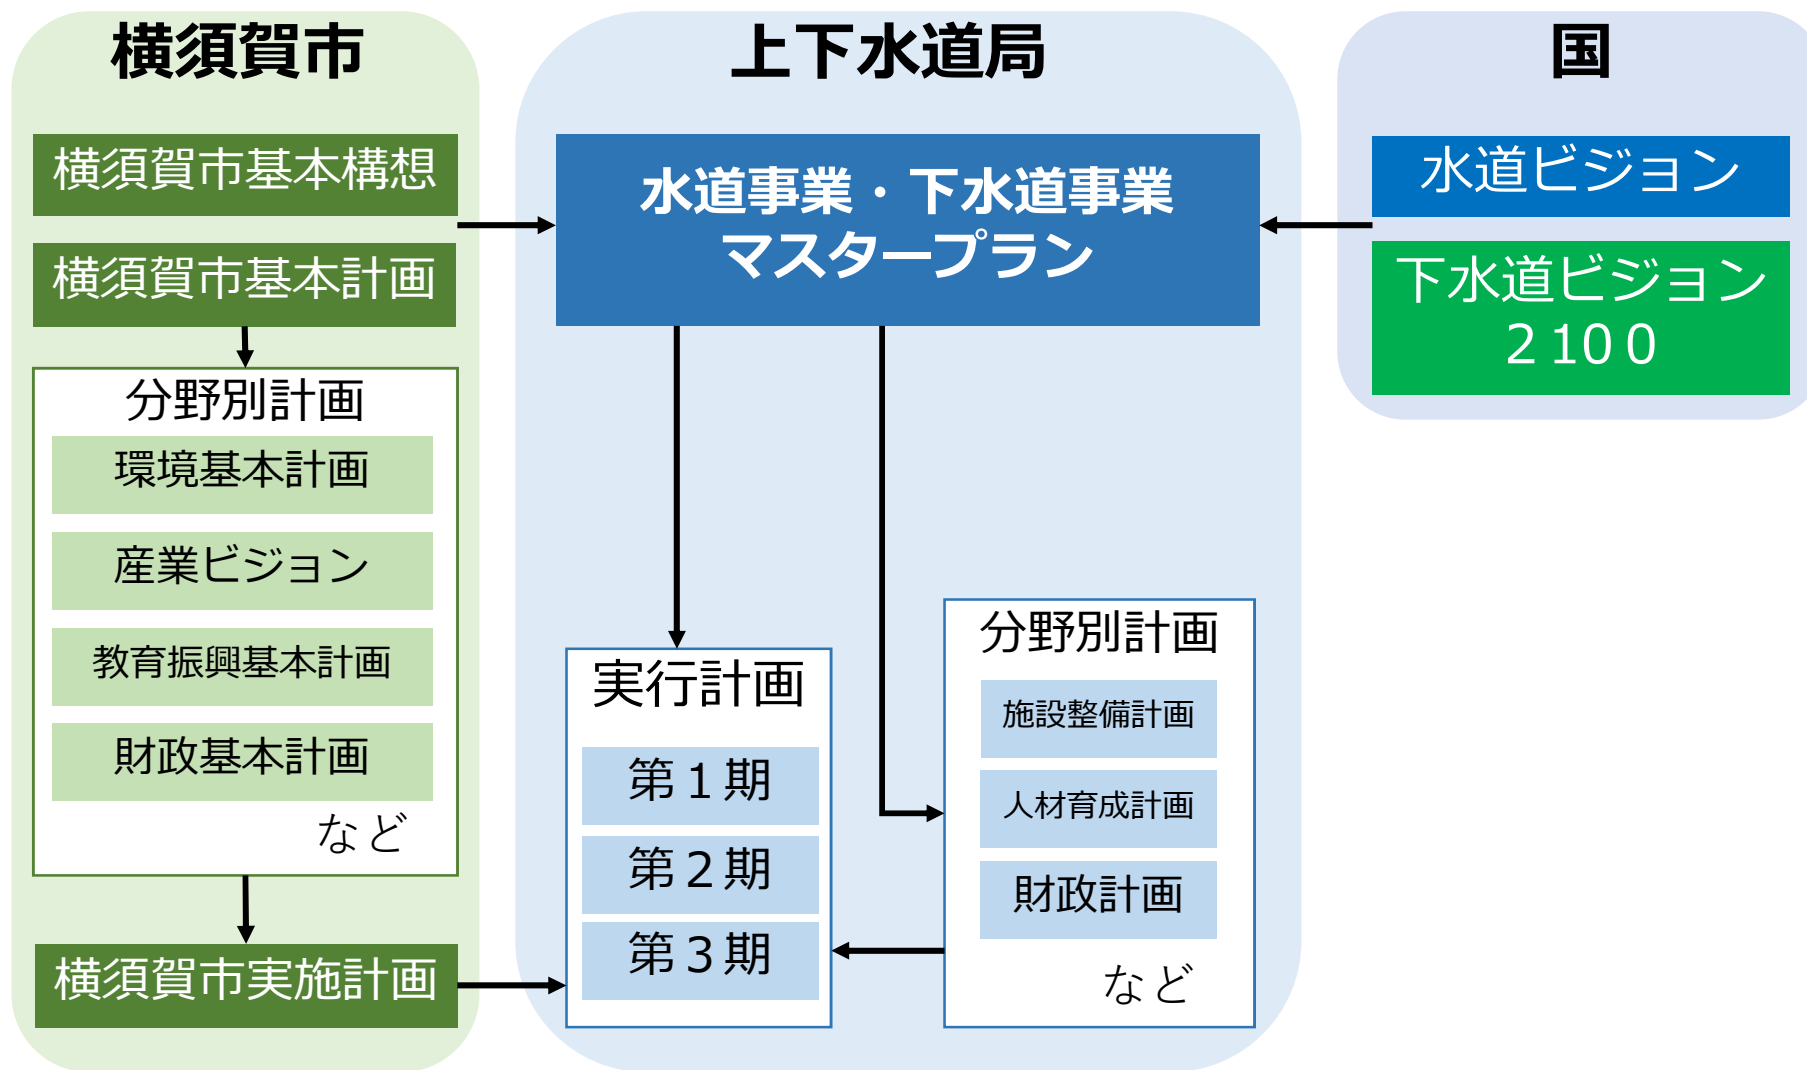 横須賀市
横須賀市基本構想
横須賀市基本計画
分野別計画
環境基本計画
産業ビジョン
教育振興基本計画
財政基本計画
など
横須賀市実施計画
上下水道局
水道事業・下水道事業
マスタープラン
実行計画
第１期
第２期
第３期
分野別計画
施設整備計画
人材育成計画
財政計画
など
国
水道ビジョン
下水道ビジョン
２１００